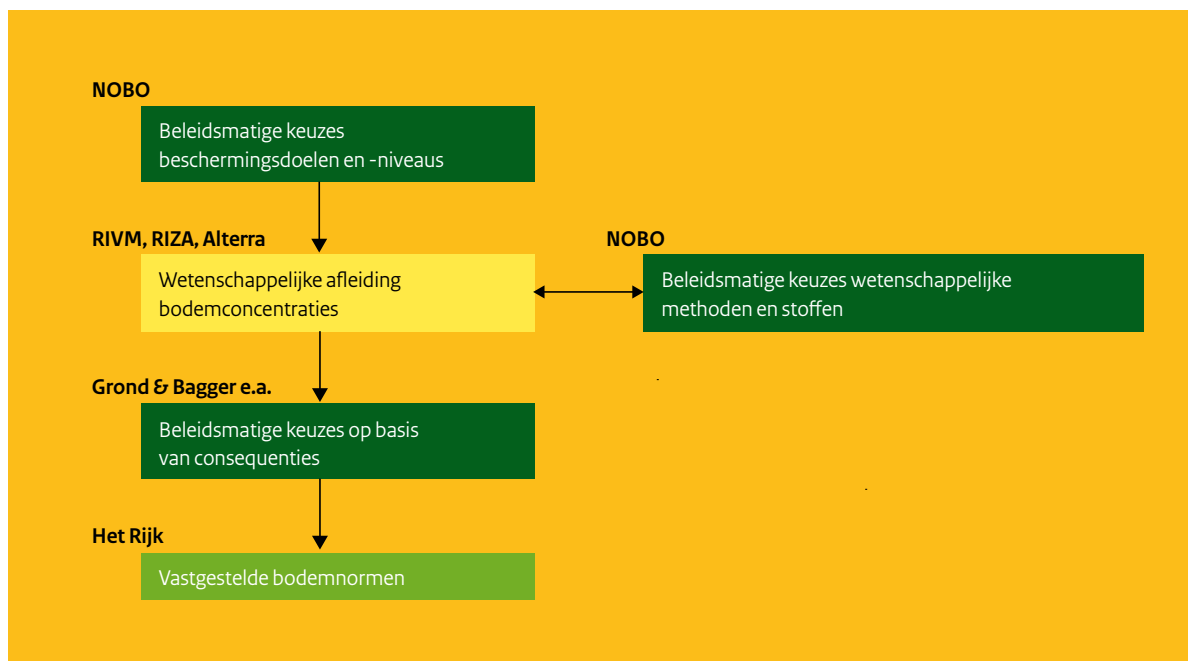 NOBO
Beleidsmatige keuzes
beschermingsdoelen en -niveaus
RIVM, RIZA, Alterra
Wetenschappelijke afleiding
bodemconcentraties
NOBO
Beleidsmatige keuzes wetenschappelijke
methoden en stoffen
Grond & Bagger e.a.
Beleidsmatige keuzes op basis
van consequenties
Het Rijk
Vastgestelde bodemnormen